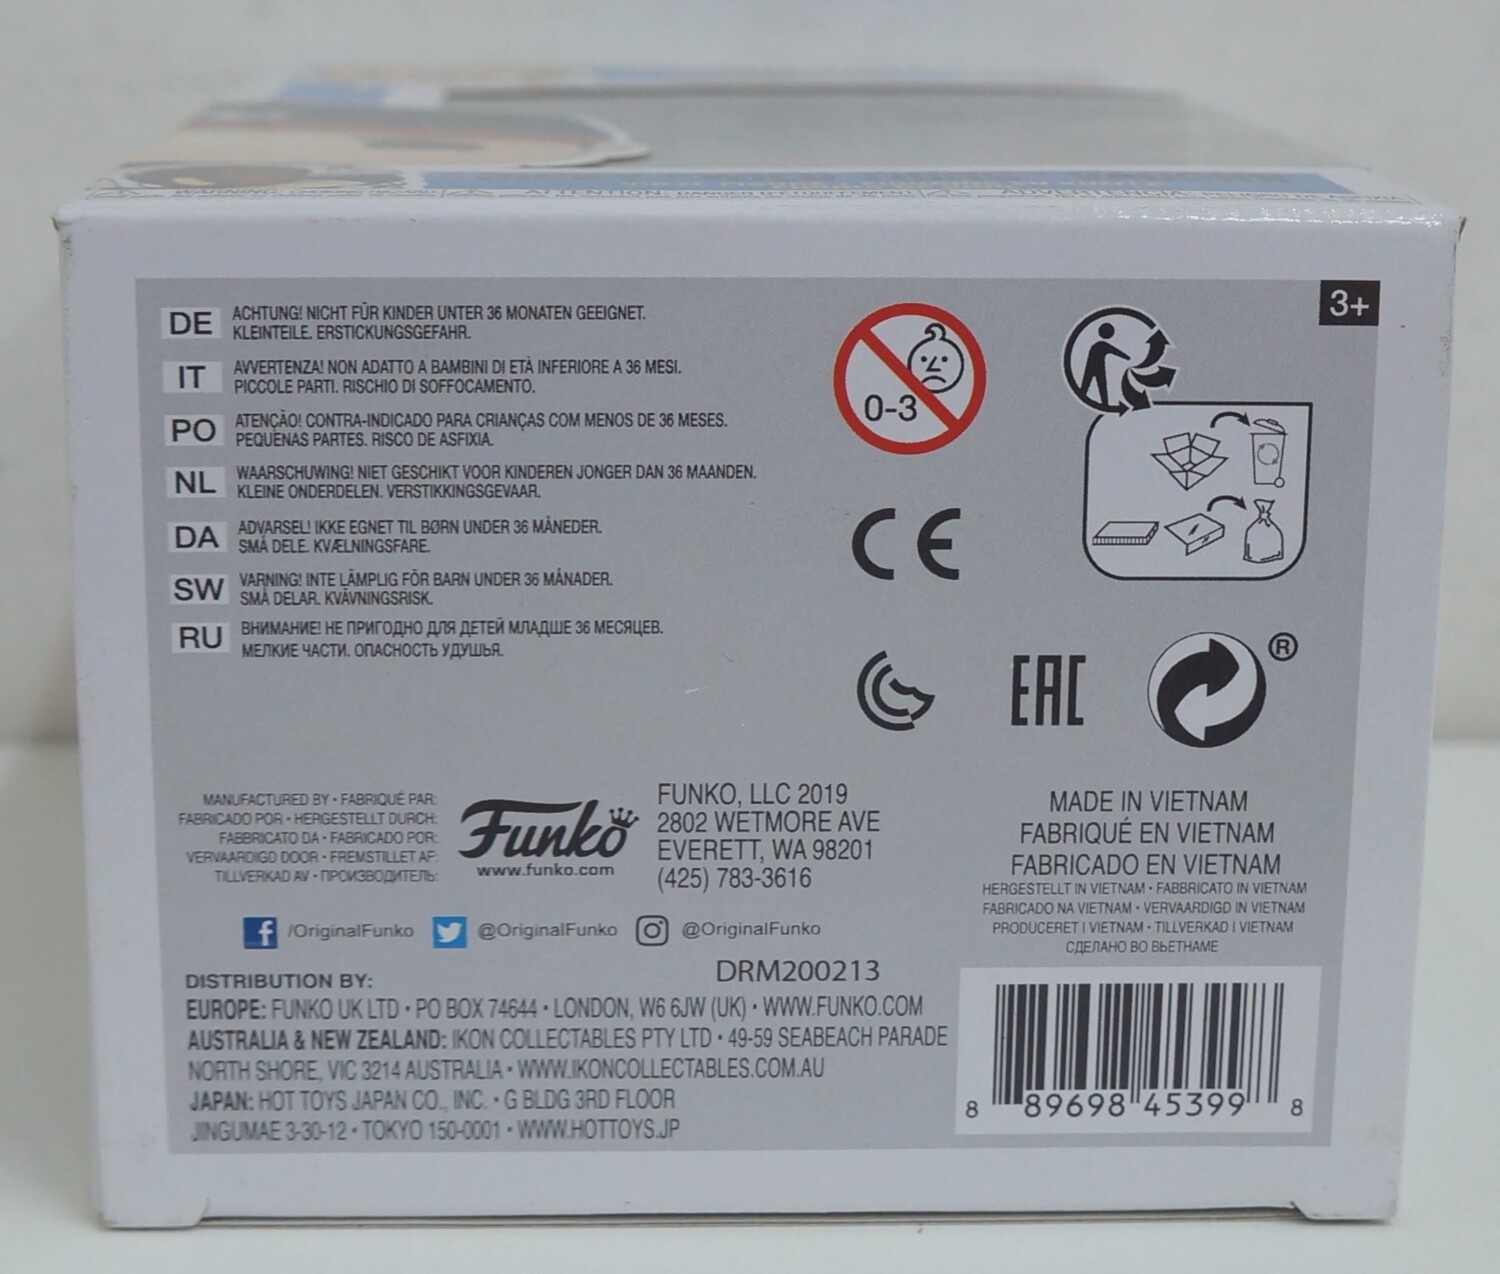 WARNING:
ATTENTION:
ADVERTENCIA:
3+
DE ACHTUNG! NICHT FÜR KINDER UNTER 36 MONATEN GEEIGNET.
KLEINTEILE. ERSTICKUNGSGEFAHR.
IT AVVERTENZA! NON ADATTO A BAMBINI DI ETÀ INFERIORE A 36 MESI.
PICCOLE PARTI. RISCHIO DI SOFFOCAMENTO.
PO ATENÇÃO! CONTRA-INDICADO PARA CRIANÇAS COM MENOS DE 36 MESES.
PEQUENAS PARTES. RISCO DE ASFIXIA.
NL WAARSCHUWING! NIET GESCHIKT VOOR KINDEREN JONGER DAN 36 MAANDEN.
KLEINE ONDERDELEN. VERSTIKKINGSGEVAAR.
DA ADVARSEL! IKKE EGNET TIL BØRN UNDER 36 MÅNEDER.
SMÅ DELE. KVÆLNINGSFARE.
SW VARNING! INTE LÄMPLIG FÖR BARN UNDER 36 MÅNADER.
SMÅ DELAR. KVÄVNINGSRISK.
RU ВНИМАНИЕ! НЕ ПРИГОДНО ДЛЯ ДЕТЕЙ МЛАДШЕ 36 МЕСЯЦЕВ.
МЕЛКИЕ ЧАСТИ. ОПАСНОСТЬ УДУШЬЯ.
0-3
CE
EAC
®
MANUFACTURED BY • FABRIQUÉ PAR:
FABRICADO POR • HERGESTELLT DURCH:
FABBRICATO DA • FABRICADO POR:
VERVAARDIGD DOOR • FREMSTILLET AF:
TILLVERKAD AV • ПРОИЗВОДИТЕЛЬ:
Funko
www.funko.com
FUNKO, LLC 2019
2802 WETMORE AVE
EVERETT, WA 98201
(425) 783-3616
MADE IN VIETNAM
FABRIQUÉ EN VIETNAM
FABRICADO EN VIETNAM
HERGESTELLT IN VIETNAM • FABBRICATO IN VIETNAM
FABRICADO NA VIETNAM • VERVAARDIGD IN VIETNAM
PRODUCERET I VIETNAM • TILLVERKAD I VIETNAM
СДЕЛАНО ВО ВЬЕТНАМЕ
/OriginalFunko @OriginalFunko @OriginalFunko
DRM200213
DISTRIBUTION BY:
EUROPE: FUNKO UK LTD • PO BOX 74644 • LONDON, W6 6JW (UK) • WWW.FUNKO.COM
AUSTRALIA & NEW ZEALAND: IKON COLLECTABLES PTY LTD • 49-59 SEABEACH PARADE
NORTH SHORE, VIC 3214 AUSTRALIA • WWW.IKONCOLLECTABLES.COM.AU
JAPAN: HOT TOYS JAPAN CO., INC. • G BLDG 3RD FLOOR
JINGUMAE 3-30-12 • TOKYO 150-0001 • WWW.HOTTOYS.JP
8 89698 45399 8